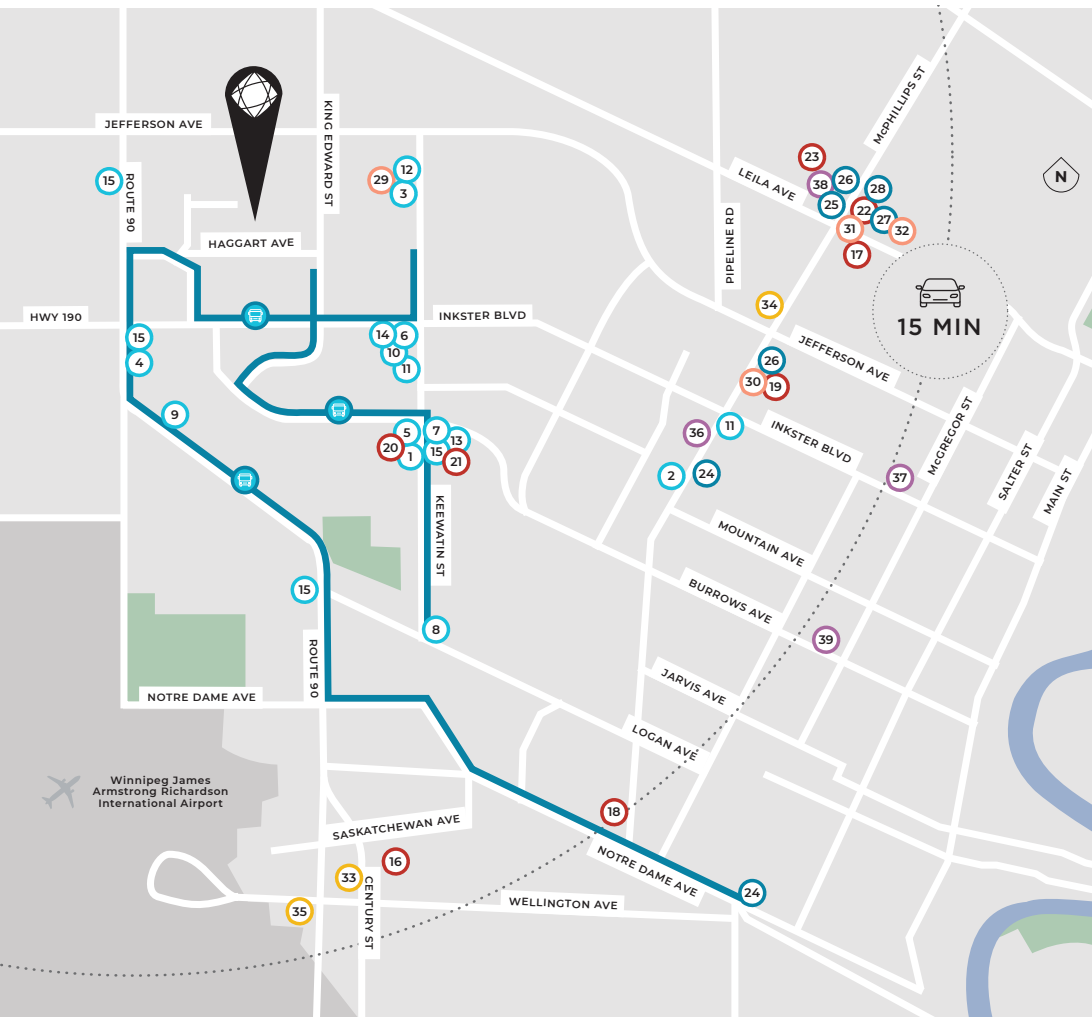 JEFFERSON AVE
KING EDWARD ST
McPHILLIPS ST
23
12
29
3
15
ROUTE 90
LEILA AVE
38
26
28
25
22
27
31
32
17
N
PIPELINE RD
HAGGART AVE
15 MIN
34
HWY 190
INKSTER BLVD
15
4
14
6
10
11
JEFFERSON AVE
26
30
19
9
36
11
INKSTER BLVD
McGREGOR ST
5
7
13
20
1
15
21
2
24
37
SALTER ST
MAIN ST
KEEWATIN ST
MOUNTAIN AVE
15
BURROWS AVE
8
39
ROUTE 90
NOTRE DAME AVE
JARVIS AVE
LOGAN AVE
Winnipeg James
Armstrong Richardson
International Airport
18
SASKATCHEWAN AVE
16
33
NOTRE DAME AVE
24
35
CENTURY ST
WELLINGTON AVE